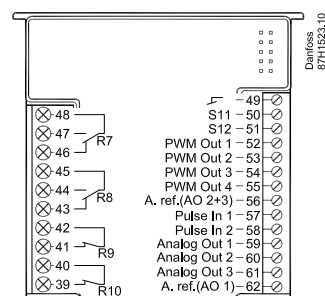 Danfoss
87H1523.10
48
47
R7
46
45
44
R8
43
42
41
R9
40
39
R10
49
S11 - 50
S12 - 51
PWM Out 1 - 52
PWM Out 2 - 53
PWM Out 3 - 54
PWM Out 4 - 55
A. ref.(AO 2+3) - 56
Pulse In 1 - 57
Pulse In 2 - 58
Analog Out 1 - 59
Analog Out 2 - 60
Analog Out 3 - 61
A. ref.(AO 1) - 62